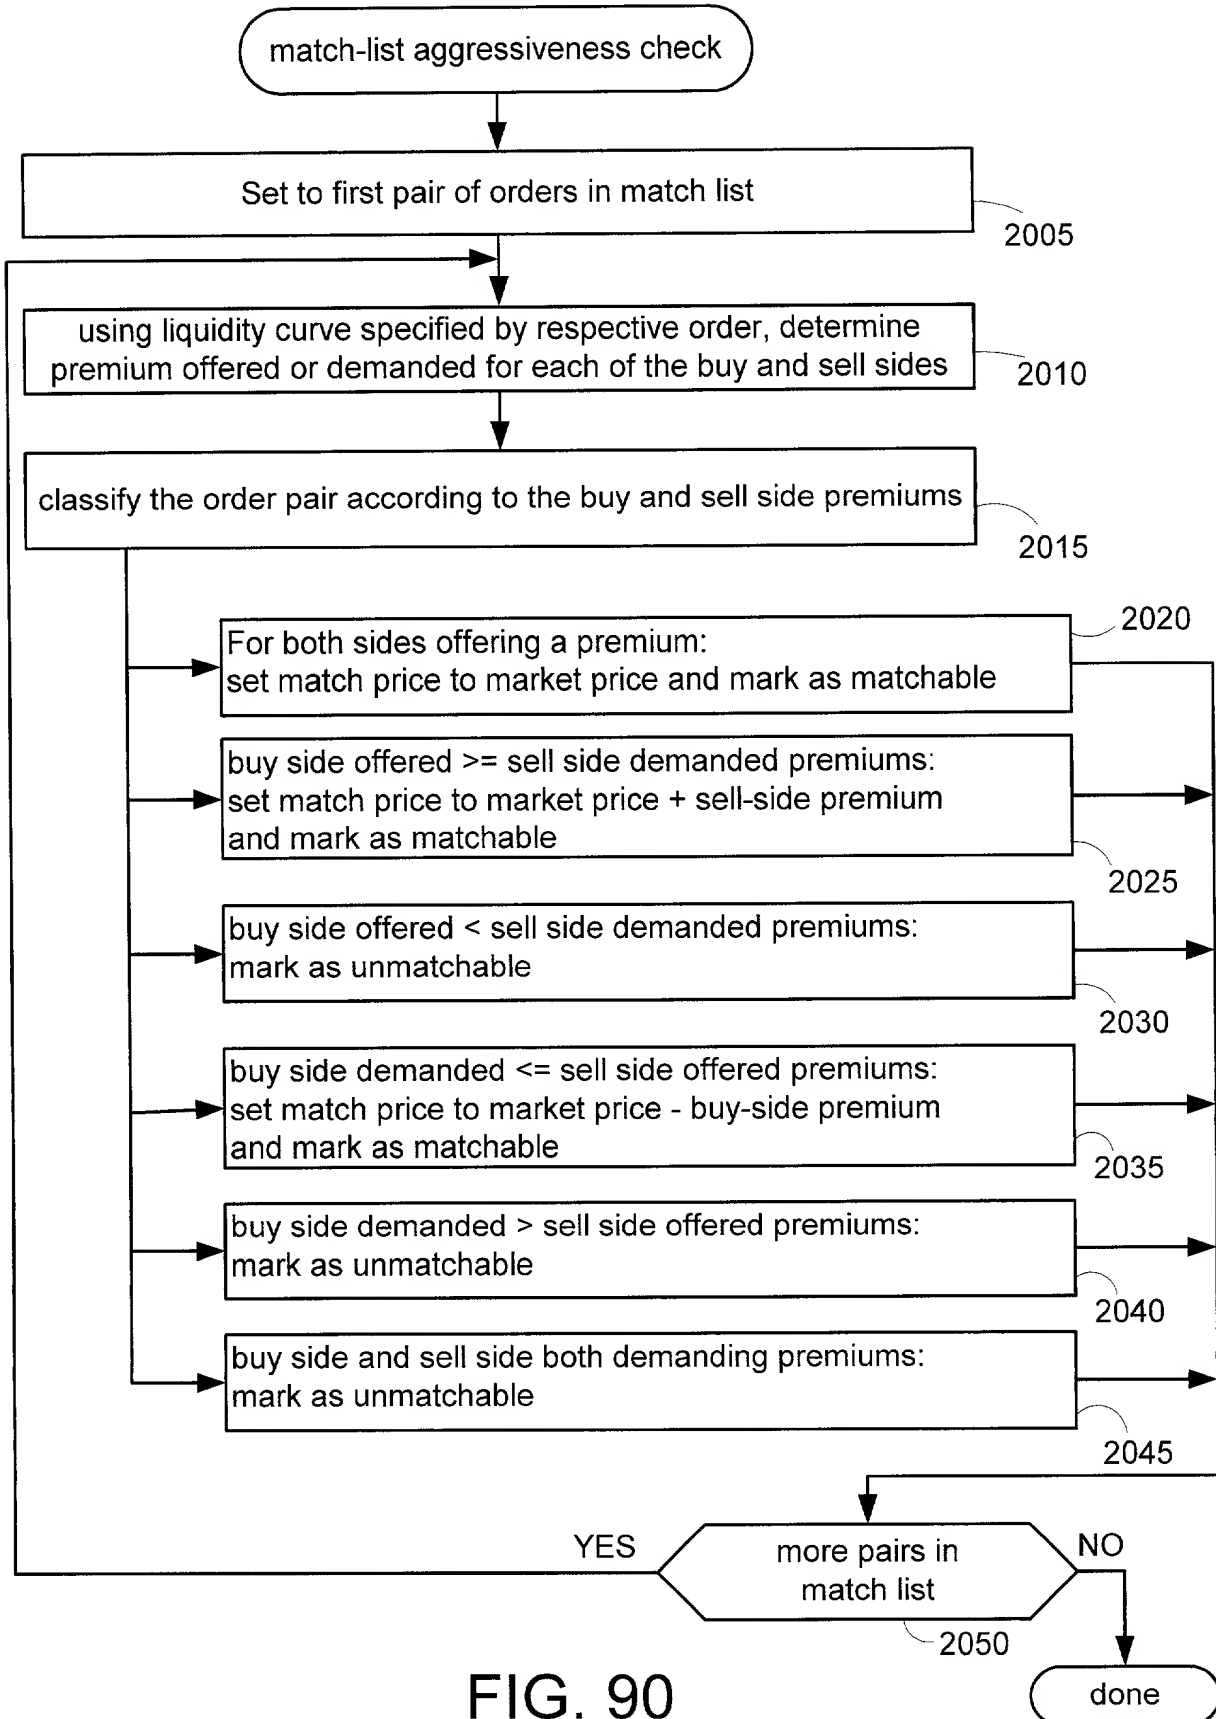 match-list aggressiveness check
Set to first pair of orders in match list
2005
using liquidity curve specified by respective order, determine
premium offered or demanded for each of the buy and sell sides
2010
classify the order pair according to the buy and sell side premiums
2015
For both sides offering a premium:
set match price to market price and mark as matchable
2020
buy side offered >= sell side demanded premiums:
set match price to market price + sell-side premium
and mark as matchable
2025
buy side offered < sell side demanded premiums:
mark as unmatchable
2030
buy side demanded <= sell side offered premiums:
set match price to market price - buy-side premium
and mark as matchable
2035
buy side demanded > sell side offered premiums:
mark as unmatchable
2040
buy side and sell side both demanding premiums:
mark as unmatchable
2045
YES
more pairs in
match list
NO
2050
done
FIG. 90